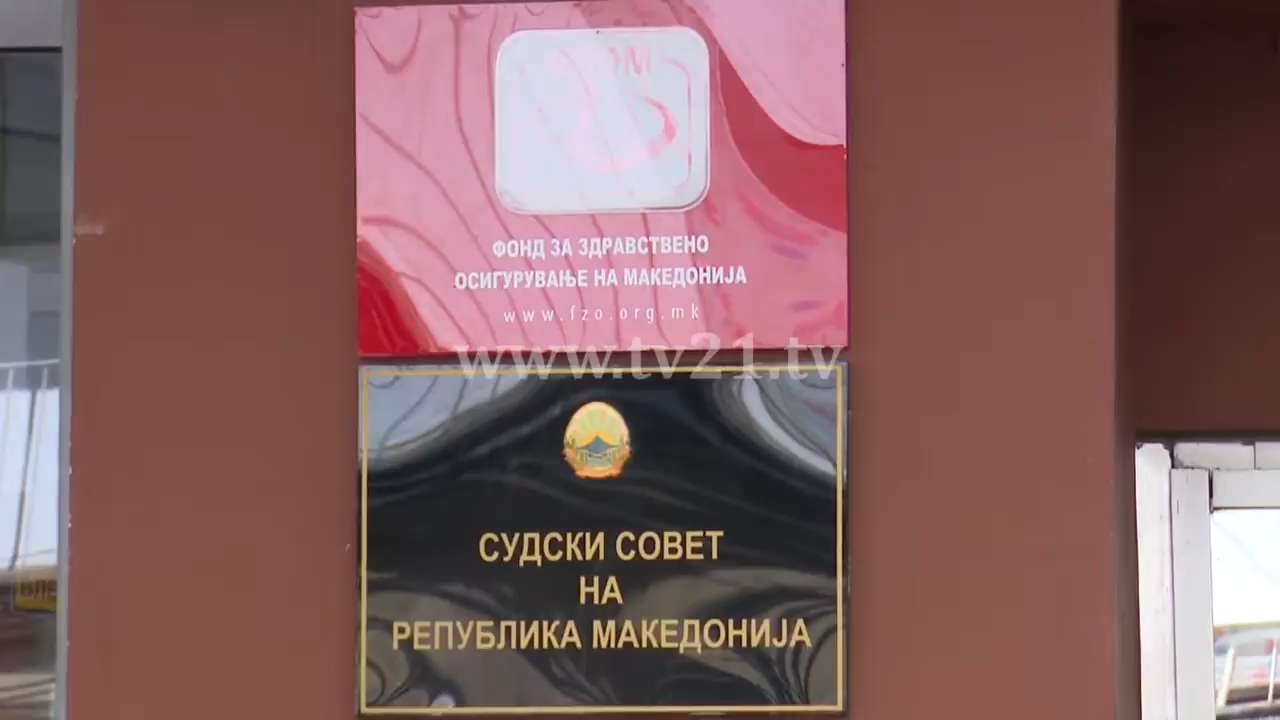 ФОНД ЗА ЗДРАВСТВЕНО
ОСИГУРУВАЊЕ НА МАКЕДОНИЈА
www.fzo.org.mk
www.tv21.tv
СУДСКИ СОВЕТ
НА
РЕПУБЛИКА МАКЕДОНИЈА